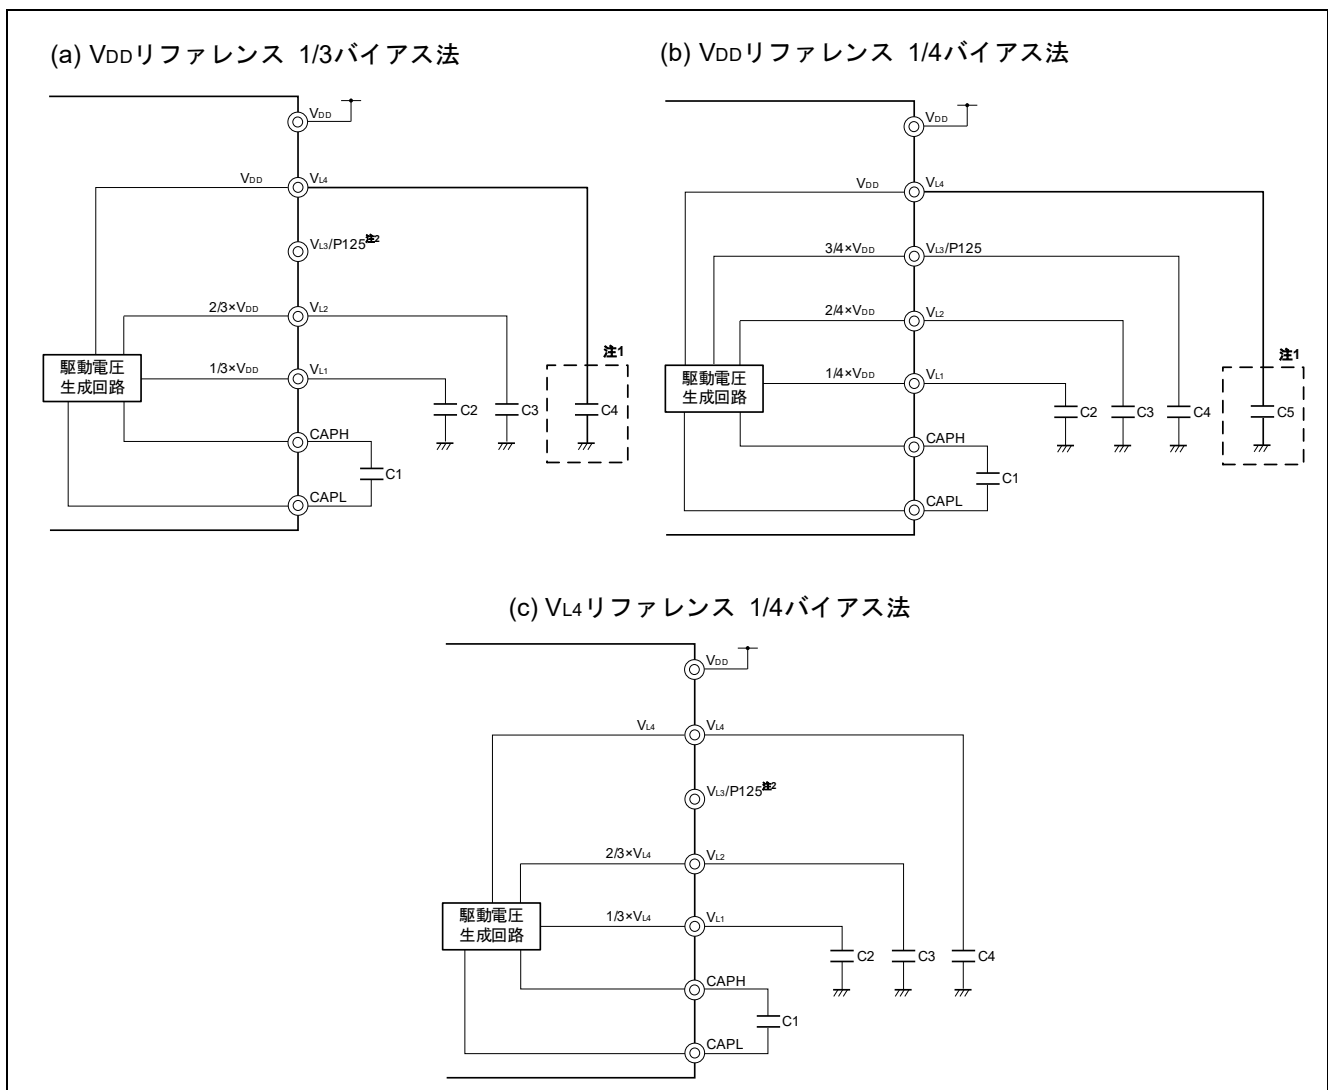 (a) VDDリファレンス 1/3バイアス法
VDD
VDD
VL4
VL3/P125注2
2/3×VDD
VL2
注1
駆動電圧
生成回路
1/3×VDD
VL1
C2
C3
C4
CAPH
C1
CAPL
(b) VDDリファレンス 1/4バイアス法
VDD
VDD
VL4
3/4×VDD
VL3/P125
2/4×VDD
VL2
注1
駆動電圧
生成回路
1/4×VDD
VL1
C2
C3
C4
C5
CAPH
C1
CAPL
(c) VL4リファレンス 1/4バイアス法
VDD
VL4
VL4
VL3/P125注2
2/3×VL4
VL2
駆動電圧
生成回路
1/3×VL4
VL1
C2
C3
C4
CAPH
C1
CAPL